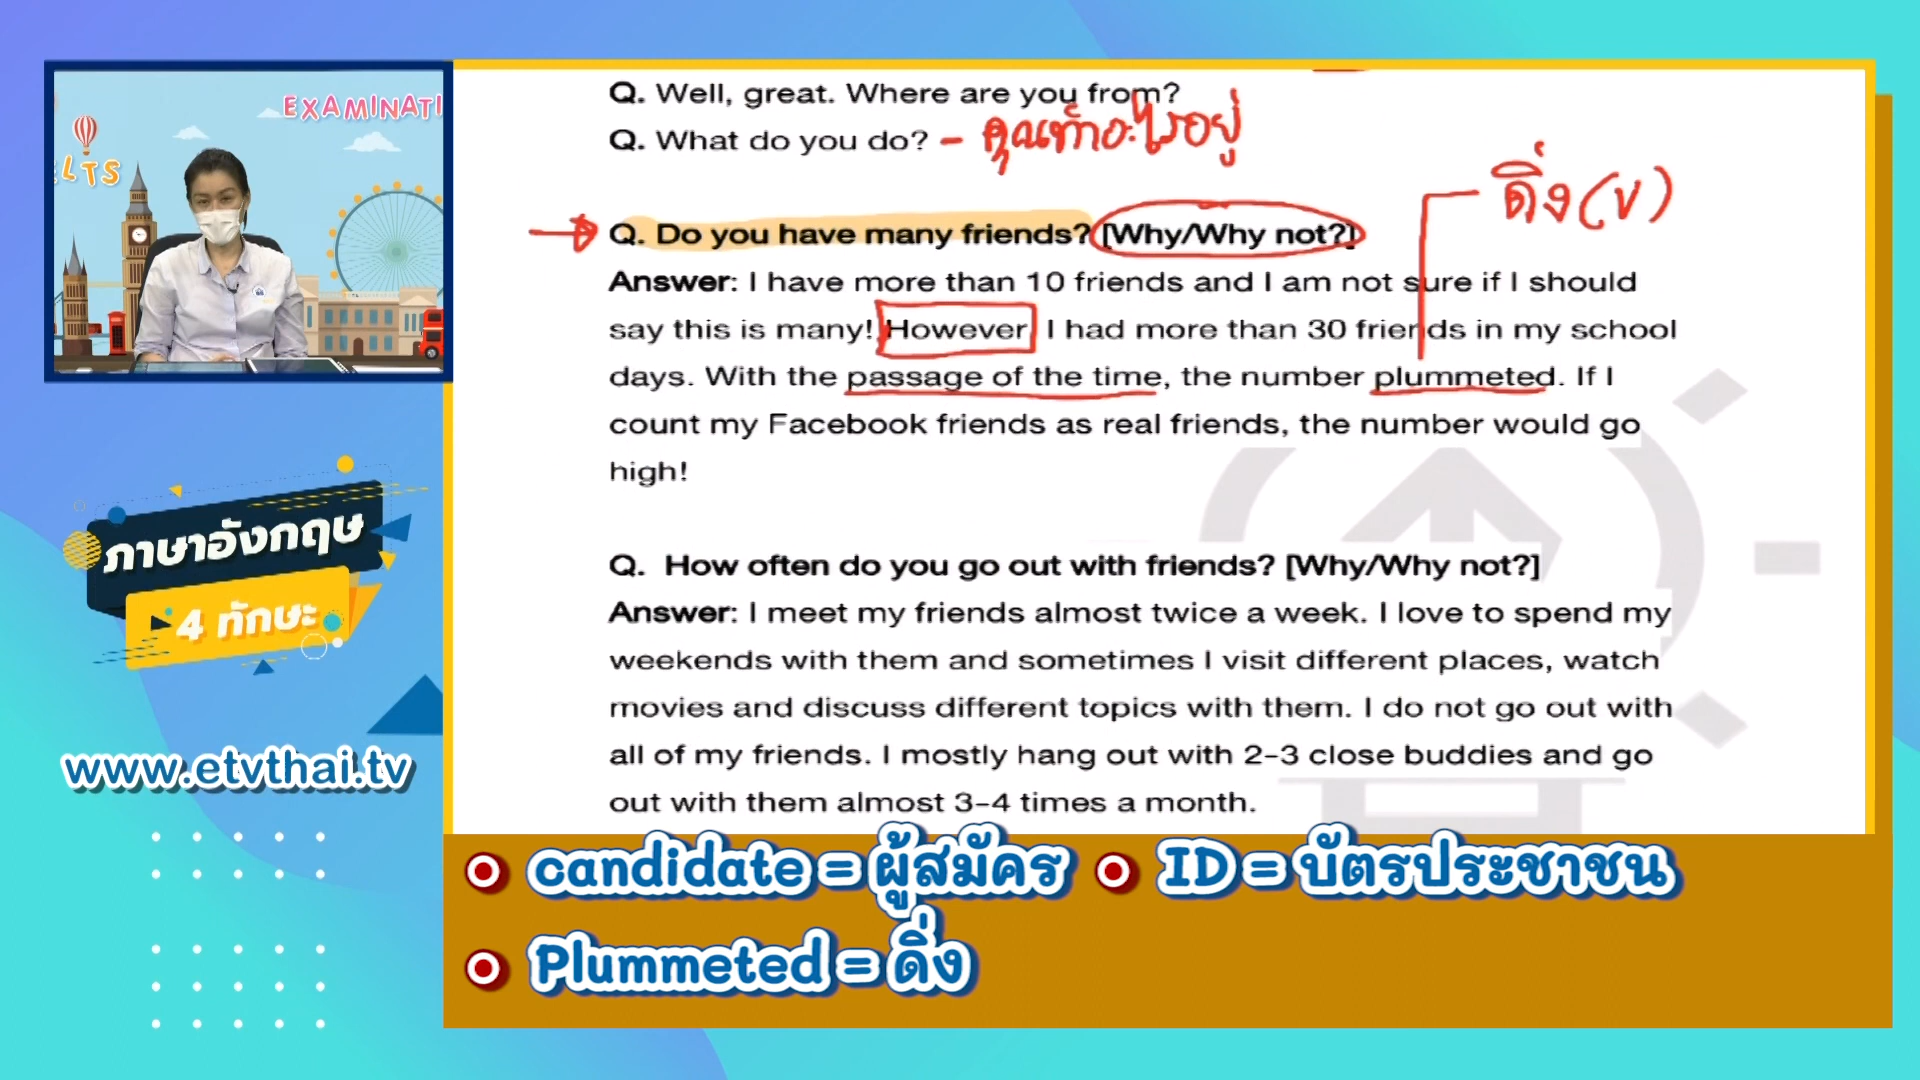 EXAMINATI
ELTS
Q. Well, great. Where are you from?
Q. What do you do? – คุณทำอะไรอยู่
ดิ่ง (v)
Q. Do you have many friends? [Why/Why not?]
Answer: I have more than 10 friends and I am not sure if I should
say this is many! However, I had more than 30 friends in my school
days. With the passage of the time, the number plummeted. If I
count my Facebook friends as real friends, the number would go
high!
Q. How often do you go out with friends? [Why/Why not?]
Answer: I meet my friends almost twice a week. I love to spend my
weekends with them and sometimes I visit different places, watch
movies and discuss different topics with them. I do not go out with
all of my friends. I mostly hang out with 2-3 close buddies and go
out with them almost 3-4 times a month.
ภาษาอังกฤษ
4 ทักษะ
www.etvthai.tv
candidate = ผู้สมัคร
ID = บัตรประชาชน
Plummeted = ดิ่ง